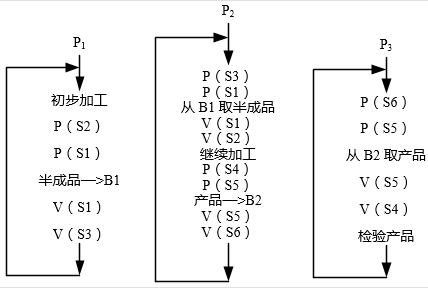 P1
初步加工
P（S2）
P（S1）
半成品—>B1
V（S1）
V（S3）
P2
P（S3）
P（S1）
从 B1 取半成品
V（S1）
V（S2）
继续加工
P（S4）
P（S5）
产品—>B2
V（S5）
V（S6）
P3
P（S6）
P（S5）
从 B2 取产品
V（S5）
V（S4）
检验产品